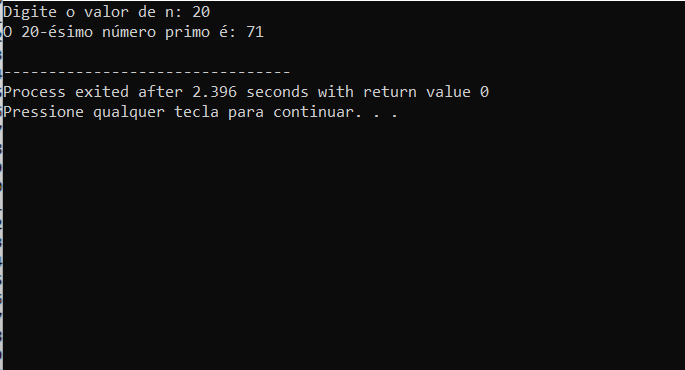 Digite o valor de n: 20
O 20-ésimo número primo é: 71
--------------------------------
Process exited after 2.396 seconds with return value 0
Pressione qualquer tecla para continuar. . .